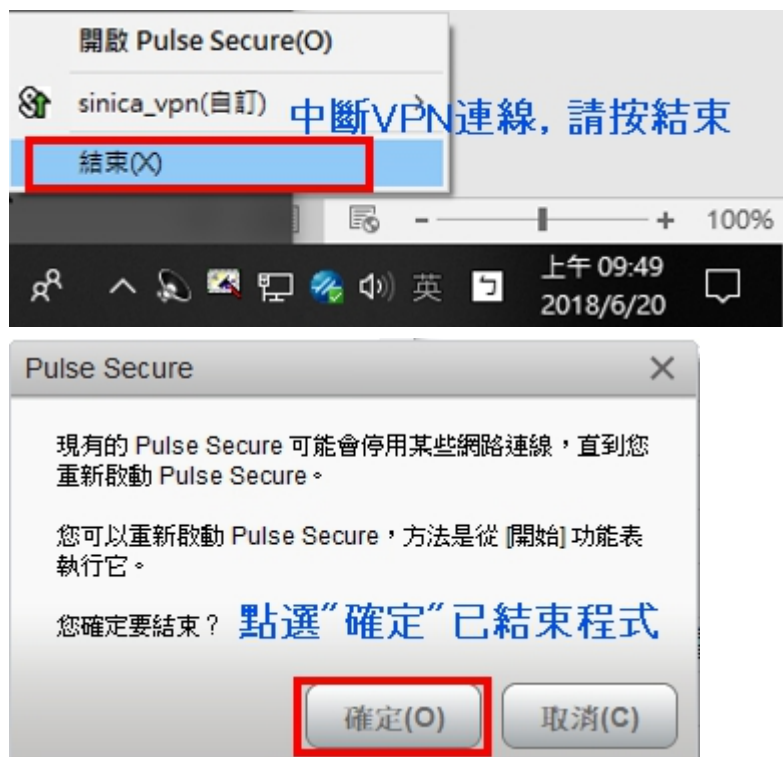 開啟 Pulse Secure(O)
sinica_vpn(自訂)
中斷VPN連線, 請按結束
結束(X)
100%
英
ㄅ
上午 09:49
2018/6/20
Pulse Secure
現有的 Pulse Secure 可能會停用某些網路連線，直到您
重新啟動 Pulse Secure。
您可以重新啟動 Pulse Secure，方法是從 [開始] 功能表
執行它。
您確定要結束？ 點選"確定"已結束程式
確定(O) 取消(C)